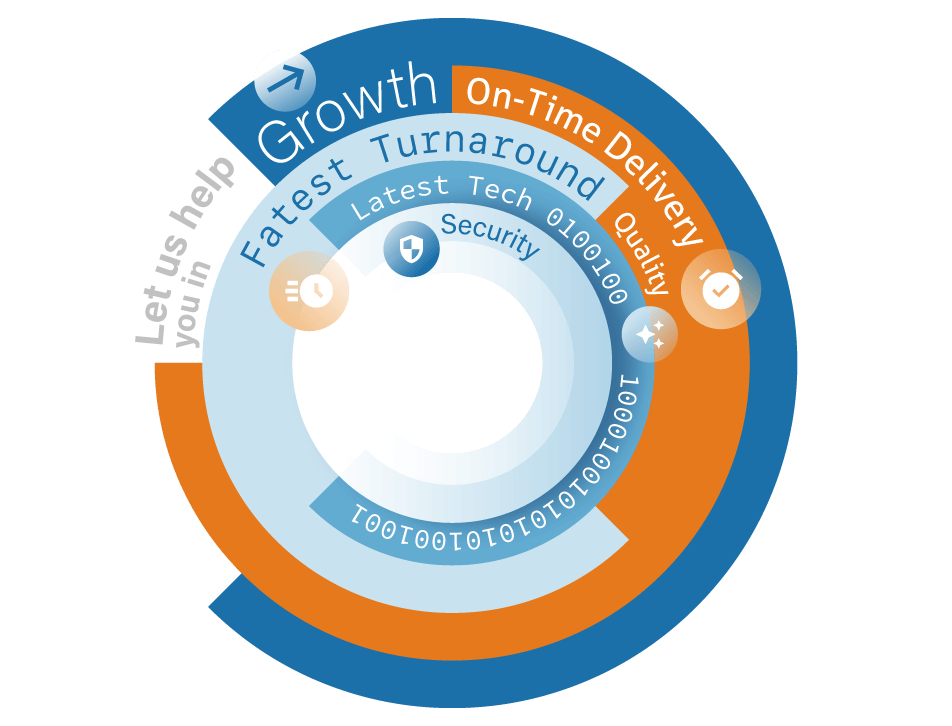 Let us help
you in
Growth
On-Time Delivery
Fatest Turnaround
Quality
Latest Tech 0100100
1000100101010101001001
Security